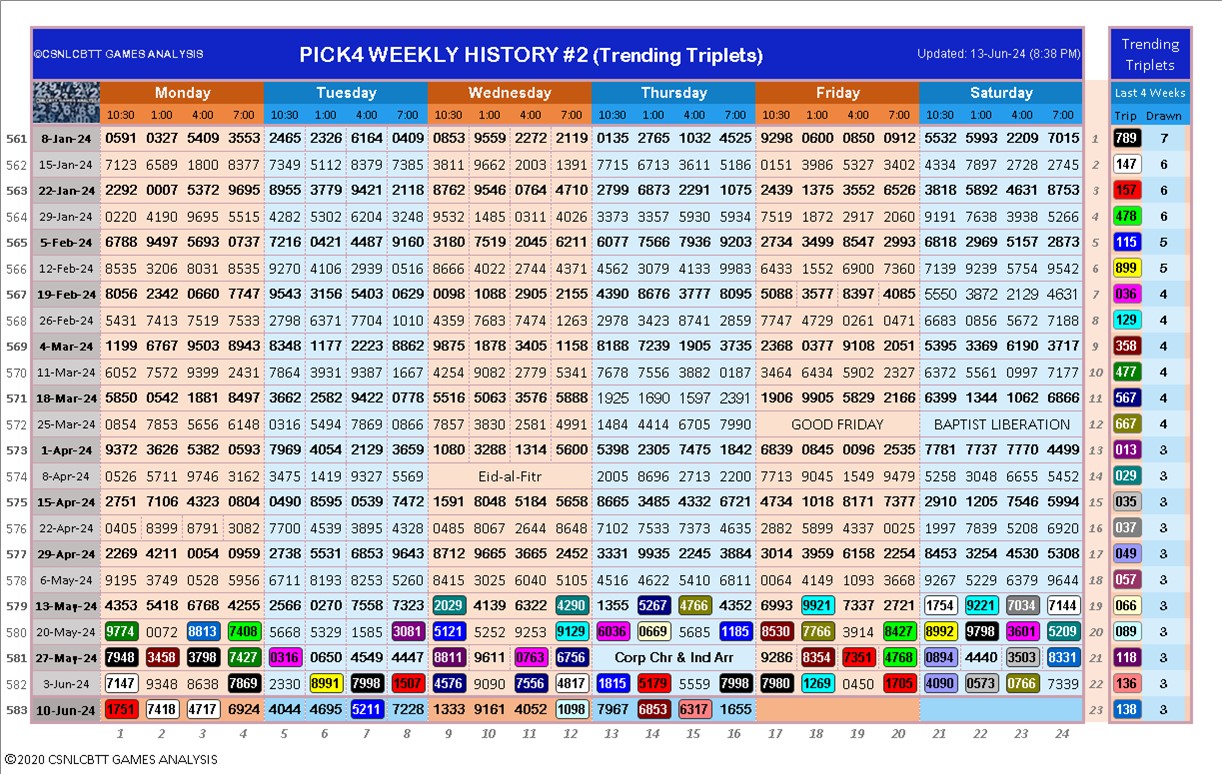 ©CSNLCBTT GAMES ANALYSIS PICK4 WEEKLY HISTORY #2 (Trending Triplets) Updated: 13-Jun-24 (8:38 PM) Trending Triplets
Monday Tuesday Wednesday Thursday Friday Saturday Last 4 Weeks
10:30 1:00 4:00 7:00 10:30 1:00 4:00 7:00 10:30 1:00 4:00 7:00 10:30 1:00 4:00 7:00 10:30 1:00 4:00 7:00 10:30 1:00 4:00 7:00 Trip Drawn
561 8-Jan-24 0591 0327 5409 3553 2465 2326 6164 0409 0853 9559 2272 2119 0135 2765 1032 4525 9298 0600 0850 0912 5532 5993 2209 7015 1 789 7
562 15-Jan-24 7123 6589 1800 8377 7349 5112 8379 7358 9811 9662 2003 1391 7715 6713 3611 5186 0151 3986 5327 3402 4334 7897 2728 2745 2 147 6
563 22-Jan-24 2292 0007 5372 9695 8955 3779 9421 2118 8762 9546 0764 4710 2799 6873 2291 1075 2439 1375 3552 6526 3818 5892 4631 8753 3 157 6
564 29-Jan-24 0220 4190 9695 5515 4282 5302 6204 3248 9532 1485 0311 4026 3373 3357 5930 5934 7519 1872 2917 2060 9191 7638 3938 5266 4 478 6
565 5-Feb-24 6788 9497 5693 0737 7216 0421 4487 9160 3180 7519 2045 6211 6077 7566 7936 9203 2734 3499 8547 2993 6818 2969 5157 2873 5 115 5
566 12-Feb-24 8535 3206 8031 8535 9270 4106 2939 0516 8666 4022 2744 4371 4562 3079 4133 9983 6433 1552 6900 7360 7139 9239 5754 9542 6 899 5
567 19-Feb-24 8056 2342 0660 7747 9543 3156 5403 0629 0098 1088 2905 2155 4390 8676 3777 8095 5088 3577 8397 4085 5550 3872 2129 4631 7 036 4
568 26-Feb-24 5431 7413 7519 7533 2798 6371 7704 1010 4359 7683 7474 1263 2978 3423 8741 2859 7747 4729 0261 0471 6683 0856 5672 7188 8 129 4
569 4-Mar-24 1199 6767 9503 8943 8348 1177 2223 8862 9875 1878 3405 1158 8188 7239 1905 3735 2368 0377 9108 2051 5395 3369 6190 3717 9 358 4
570 11-Mar-24 6052 7572 9399 2431 7864 3931 9387 1667 4254 9082 2779 5341 7678 7556 3882 0187 3464 6434 5902 2327 6372 5561 0997 7177 10 477 4
571 18-Mar-24 5850 0542 1881 8497 3662 2582 9422 0778 5516 5063 3576 5888 1925 1690 1597 2391 1906 9905 5829 2166 6399 1344 1062 6866 11 567 4
572 25-Mar-24 0854 7853 5656 6148 0316 5494 7869 0866 7857 3830 2581 4991 1484 4414 6705 7990 GOOD FRIDAY BAPTIST LIBERATION 12 667 4
573 1-Apr-24 9372 3626 5382 0593 7969 4054 2129 3659 1080 3288 1314 5600 5398 2305 7475 1842 6839 0845 0096 2535 7781 7737 7770 4499 13 013 3
574 8-Apr-24 0526 5711 9746 3162 3475 1419 9327 5569 Eid-al-Fitr 2005 8696 2713 2200 7713 9045 1549 9479 5258 3048 6655 5452 14 029 3
575 15-Apr-24 2751 7106 4323 0804 0490 8595 0539 7472 1591 8048 5184 5658 8665 3485 4332 6721 4734 1018 8171 7377 2910 1205 7546 5994 15 035 3
576 22-Apr-24 0405 8399 8791 3082 7700 4539 3895 4328 0485 8067 2644 8648 7102 7533 7373 4635 2882 5899 4337 0025 1997 7839 5208 6920 16 037 3
577 29-Apr-24 2269 4211 0054 0959 2738 5531 6853 9643 8712 9665 3665 2452 3331 9935 2245 3884 3014 3959 6158 2254 8453 3254 4530 5308 17 049 3
578 6-May-24 9195 3749 0528 5956 6711 8193 8253 5260 8415 3025 6040 5105 4516 4622 5410 6811 0064 4149 1093 3668 9267 5229 6379 9644 18 057 3
579 13-May-24 4353 5418 6768 4255 2566 0270 7558 7323 2029 4139 6322 4290 1355 5267 4766 4352 6993 9921 7337 2721 1754 9221 7034 7144 19 066 3
580 20-May-24 9774 0072 8813 7408 5668 9329 1585 3081 5121 5252 9253 9129 6036 0669 5685 1185 8530 7766 3914 8427 8992 9798 3601 5209 20 089 3
581 27-May-24 7948 3458 3798 7427 0316 0650 4549 4447 8811 9611 0763 6756 Corp Chr & Ind Arr 9286 8354 7351 4768 0894 4440 3503 8331 21 118 3
582 3-Jun-24 7147 9348 8638 7869 2330 8991 7998 1507 4576 9090 7556 4817 1815 5179 5559 7998 7980 1269 0450 1705 4090 0573 0766 7339 22 136 3
583 10-Jun-24 1751 7418 4717 6924 4044 4695 5211 7228 1333 9161 4052 1098 7967 6853 6317 1655 23 138 3
1 2 3 4 5 6 7 8 9 10 11 12 13 14 15 16 17 18 19 20 21 22 23 24
©2020 CSNLCBTT GAMES ANALYSIS